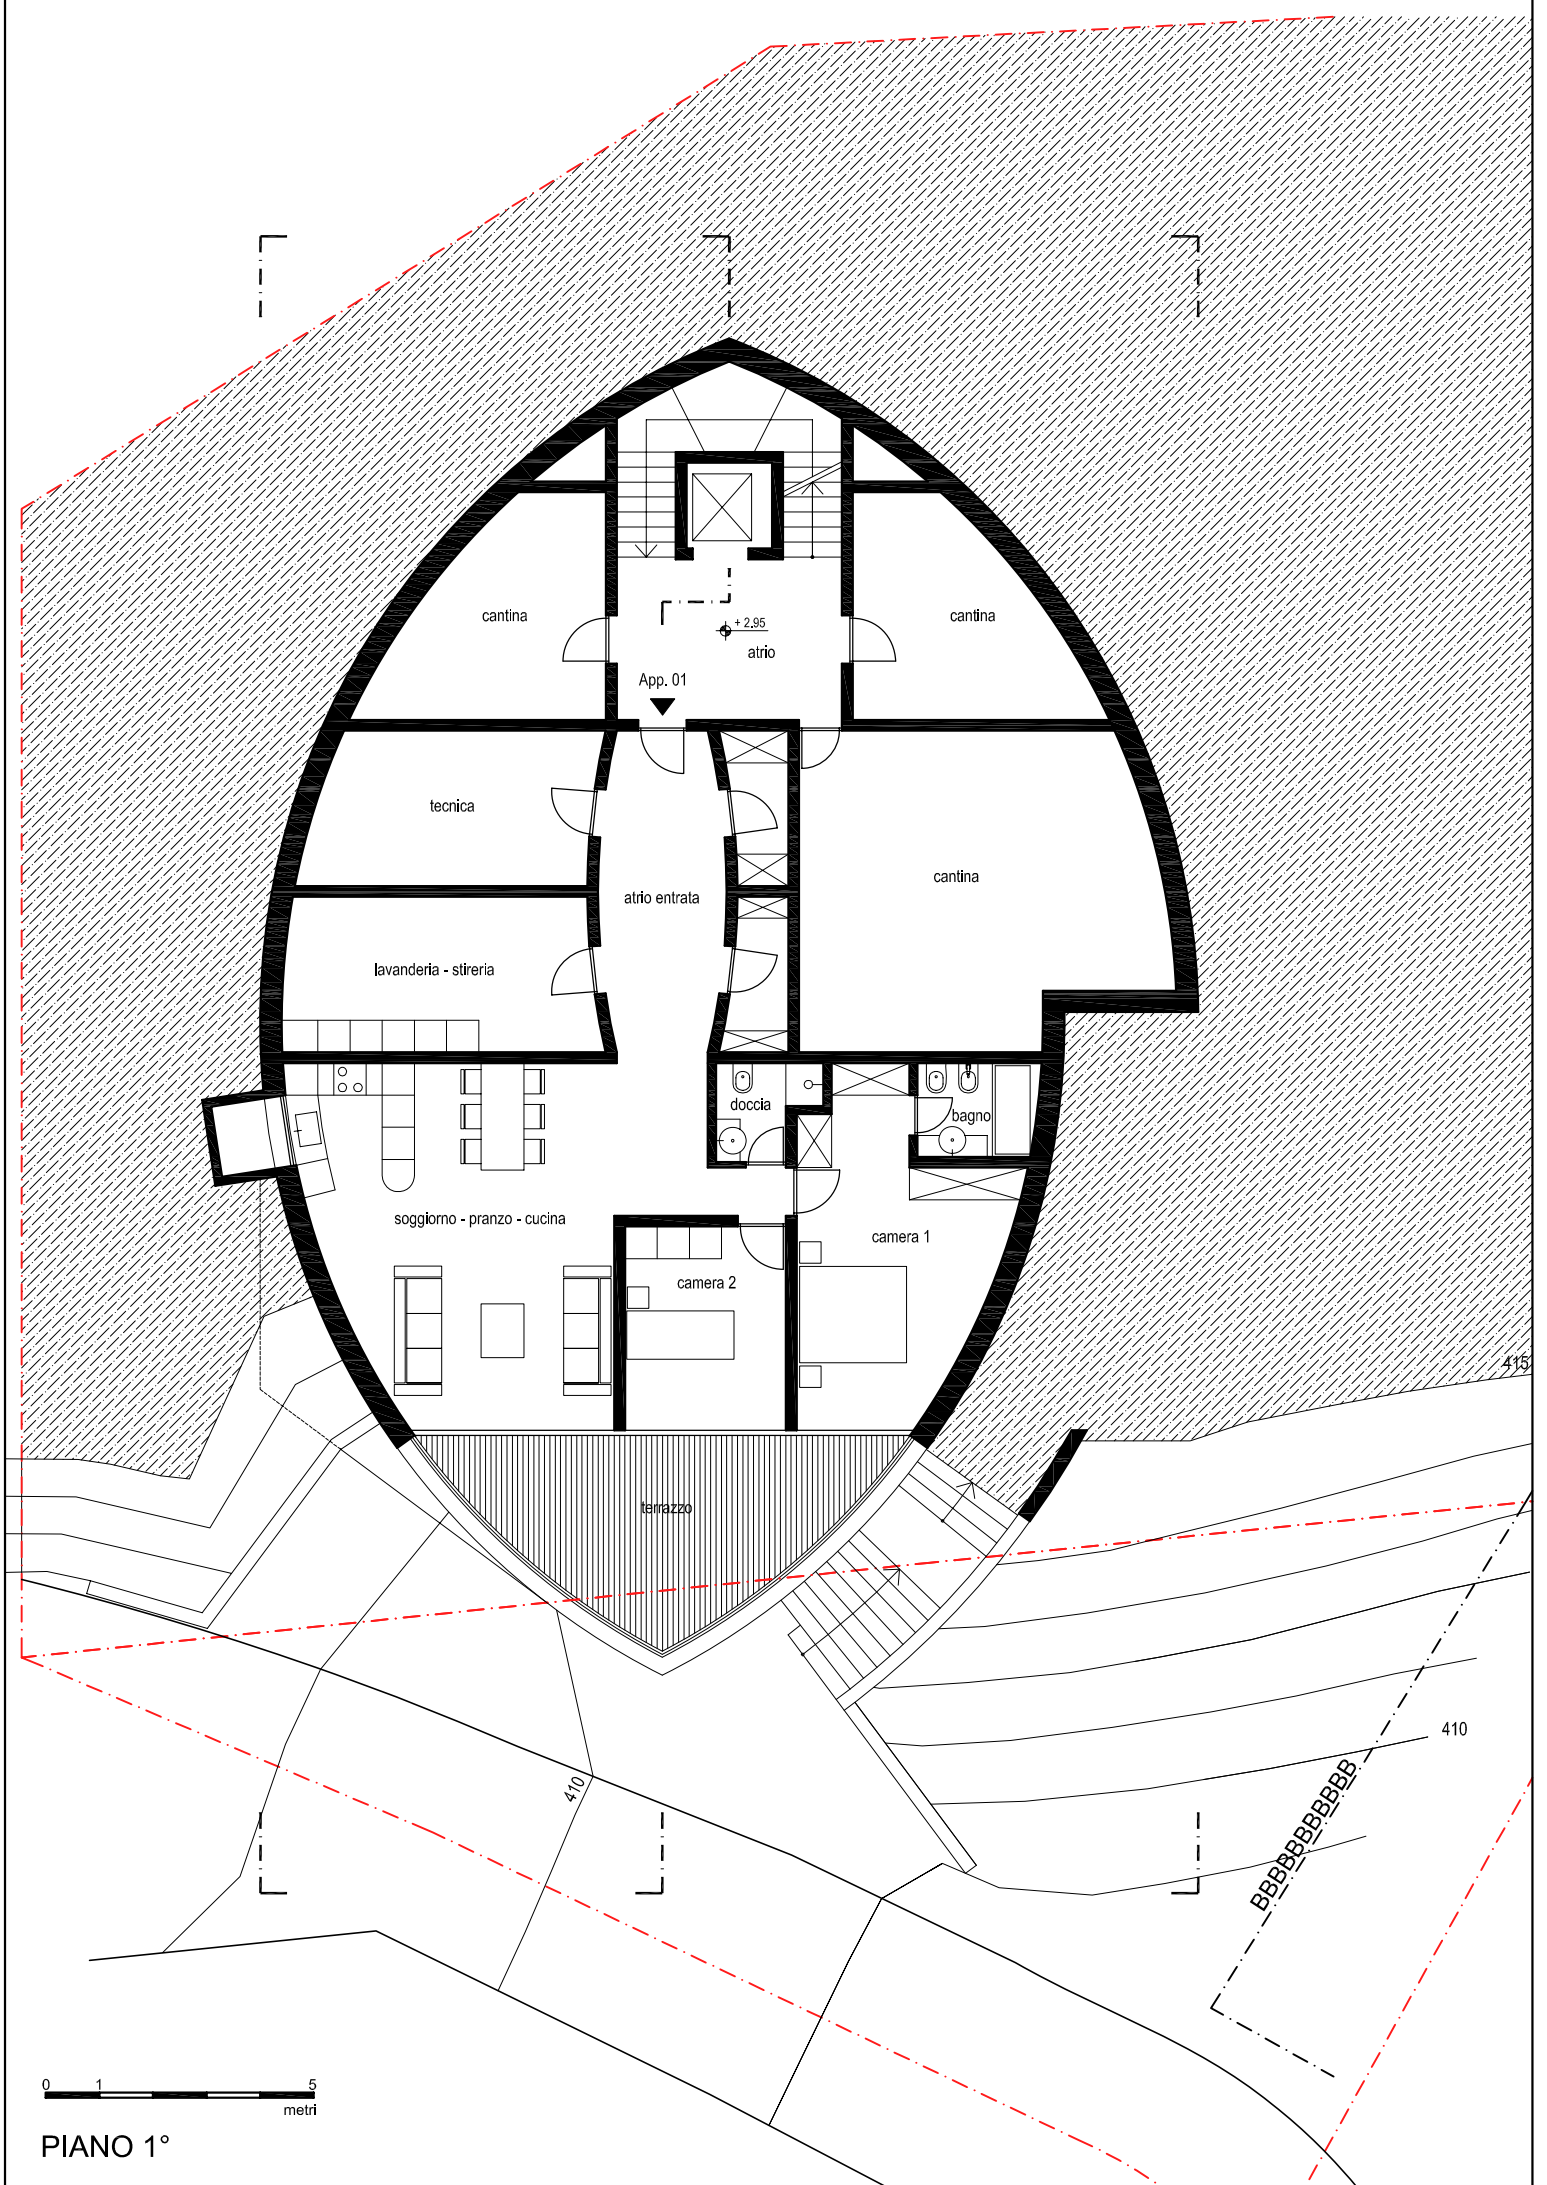 cantina
cantina
+ 2.95
atrio
App. 01
tecnica
cantina
atrio entrata
lavanderia - stireria
doccia
bagno
soggiorno - pranzo - cucina
camera 1
camera 2
415
terrazzo
410
410
BBBBBBBBBBB
0 1 5
metri
PIANO 1°